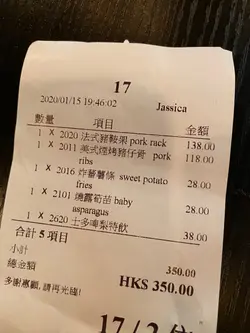 17
2020/01/15 19:46:02 Jassica
數量 項目 金額
1 × 2020 法式豬鞍果 pork rack 138.00
1 × 2011 美式煙烤豬仔骨 pork ribs 118.00
1 × 2016 炸薯條 sweet potato fries 28.00
1 × 2101 燒露筍苗 baby asparagus 28.00
1 × 2620 士多啤梨特飲 38.00
合計 5 項目
小計 350.00
總金額 HK$ 350.00
多謝惠顧, 請再光臨!
17 / 2